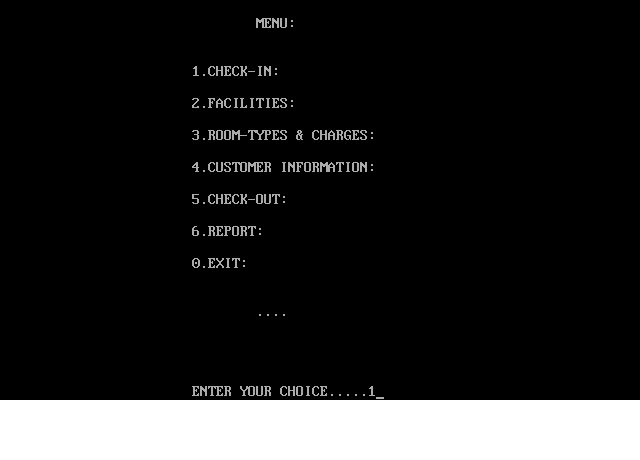 MENU:
1.CHECK-IN:
2.FACILITIES:
3.ROOM-TYPES & CHARGES:
4.CUSTOMER INFORMATION:
5.CHECK-OUT:
6.REPORT:
0.EXIT:
....
ENTER YOUR CHOICE.....1_